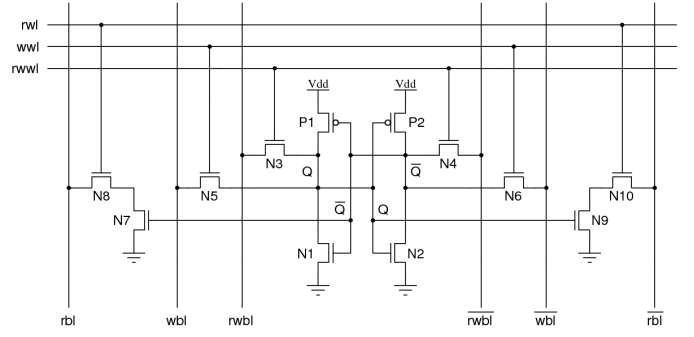 rwl
wwl
rwwl
Vdd Vdd
P1 P2
N3 Q Q̅ N4
N8 N5 N6 N10
N7 Q̅ Q N9
N1 N2
rbl wbl rwbl r̅w̅b̅l̅ w̅b̅l̅ r̅b̅l̅